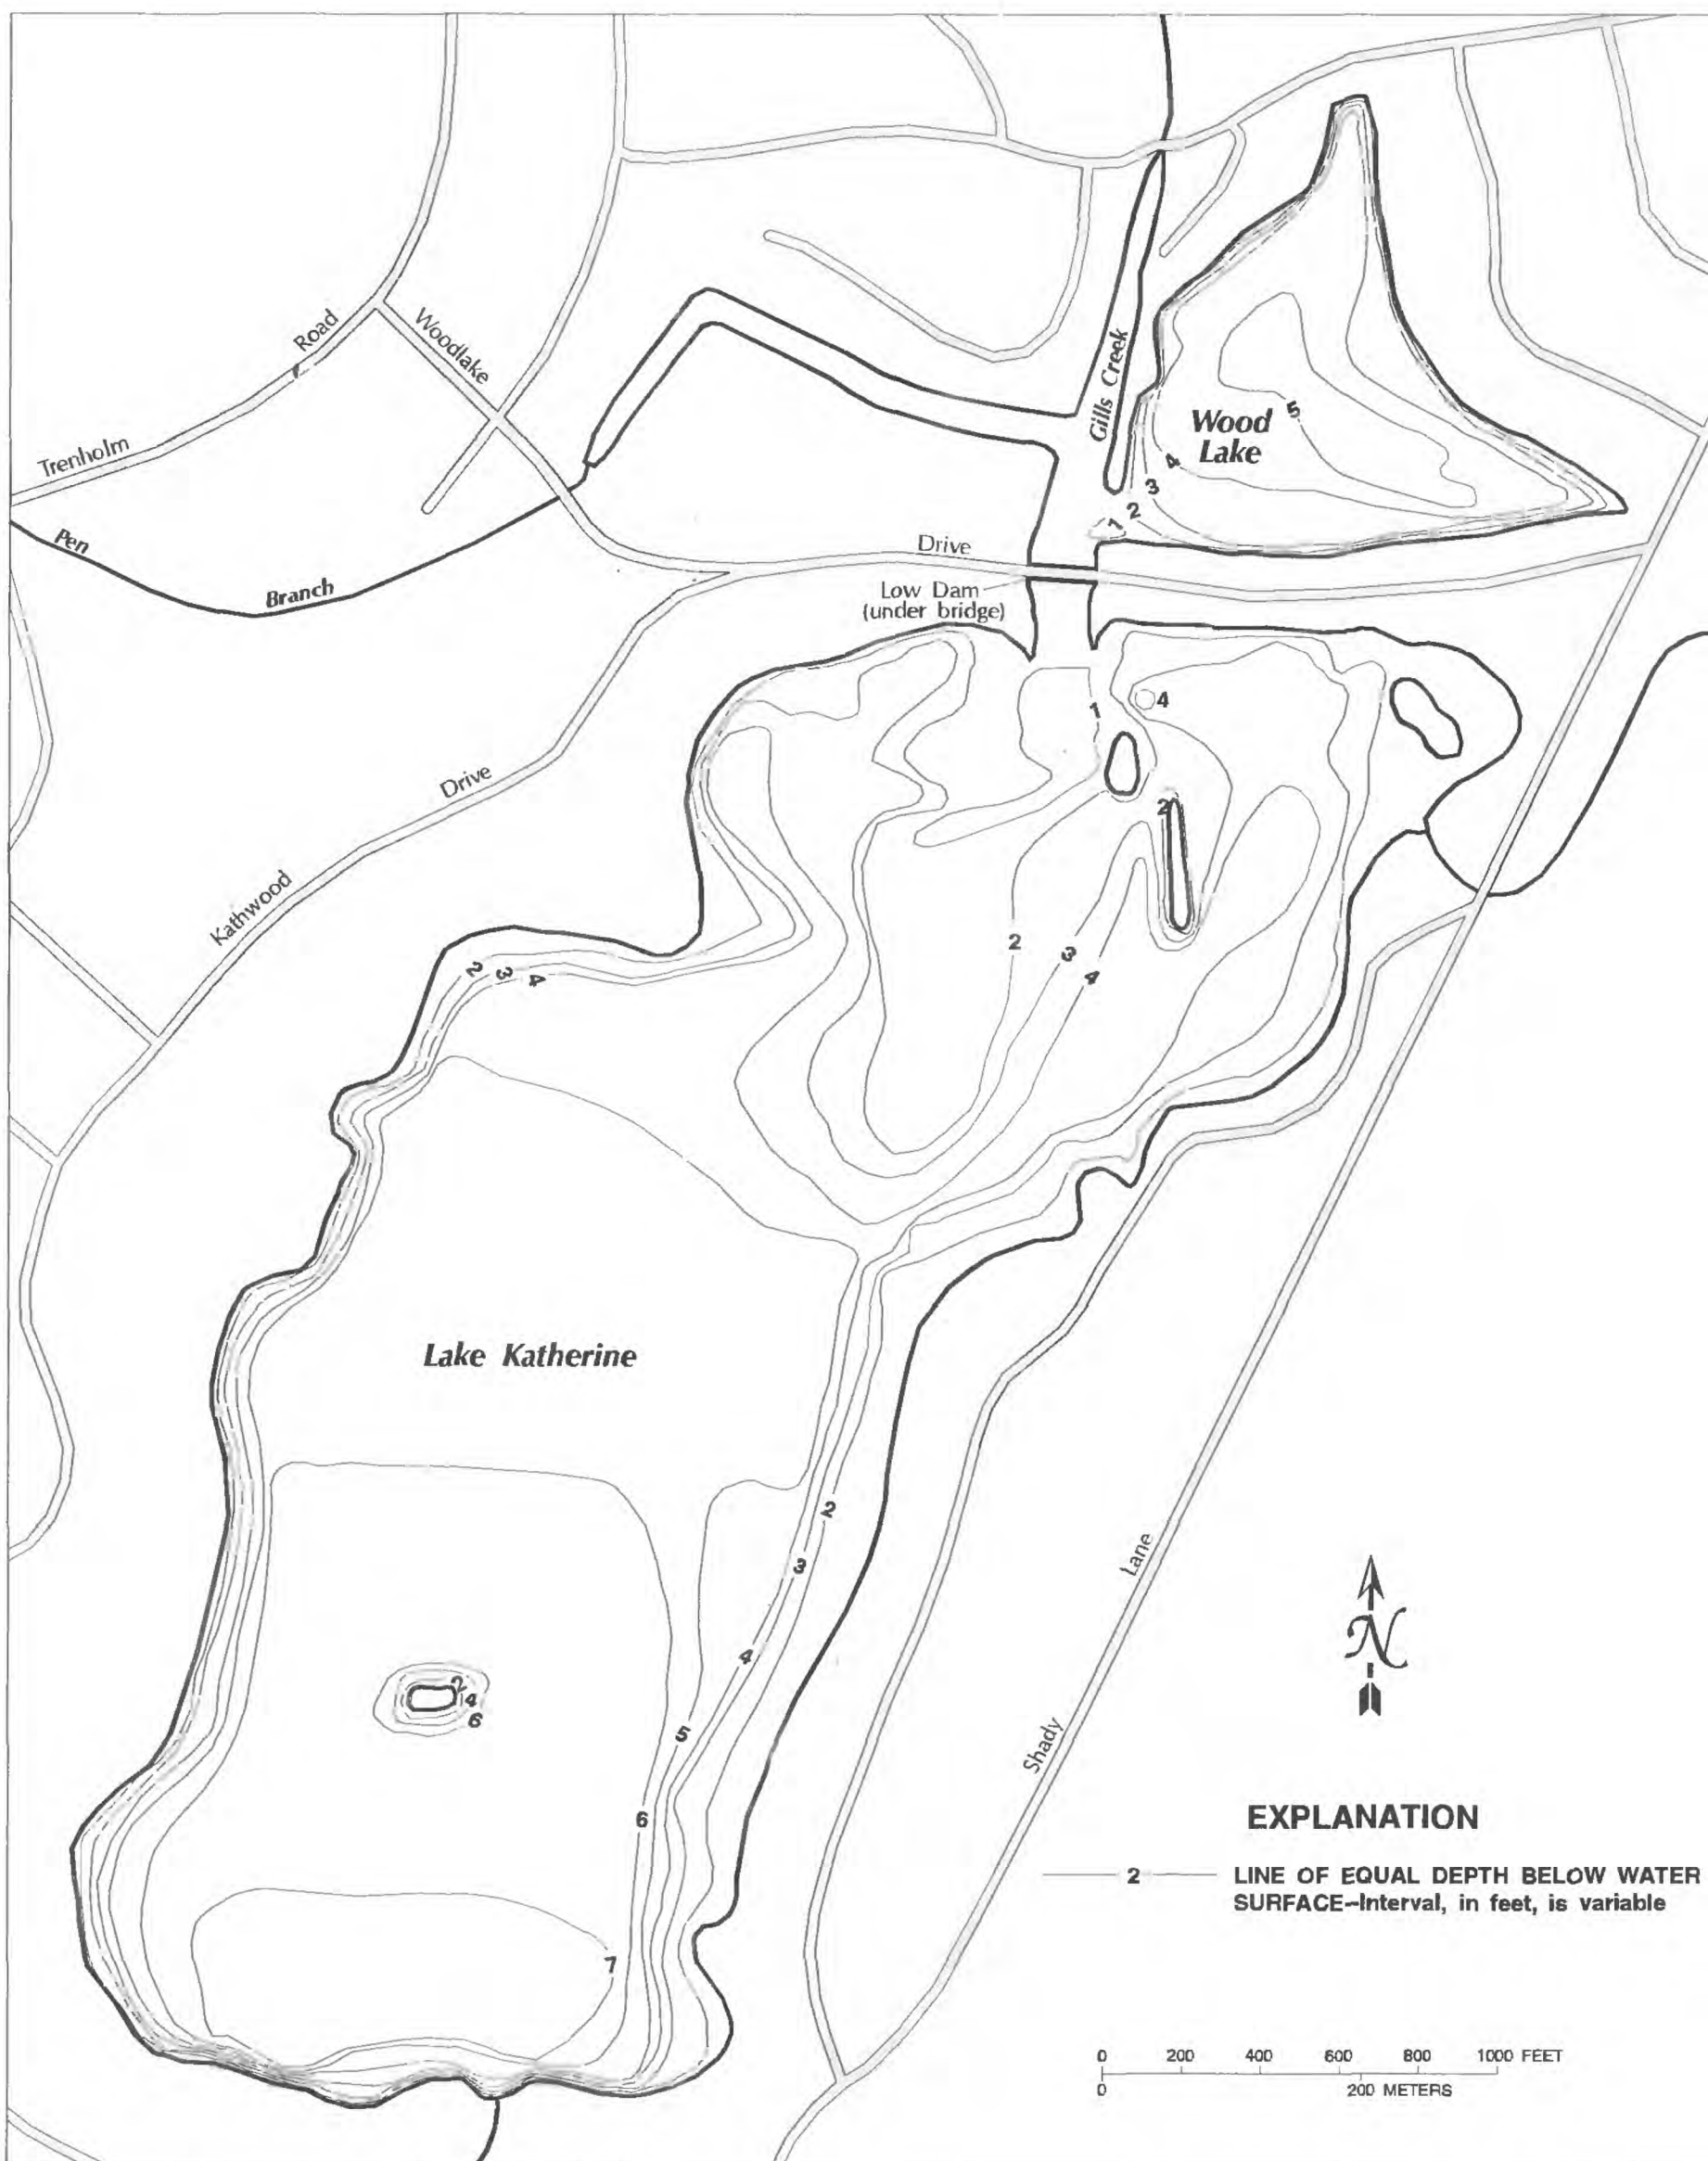 Road
Woodlake
Trenholm
Gills Creek
Wood
Lake
5
4
3
2
1
Pen
Branch
Drive
Low Dam
(under bridge)
4
1
2
Drive
Kathwood
2
3
4
2
3
4
Lake Katherine
2
3
4
5
6
2
4
6
7
Lane
Shady
N
EXPLANATION
2
LINE OF EQUAL DEPTH BELOW WATER
SURFACE--Interval, in feet, is variable
0 200 400 600 800 1000 FEET
0 200 METERS